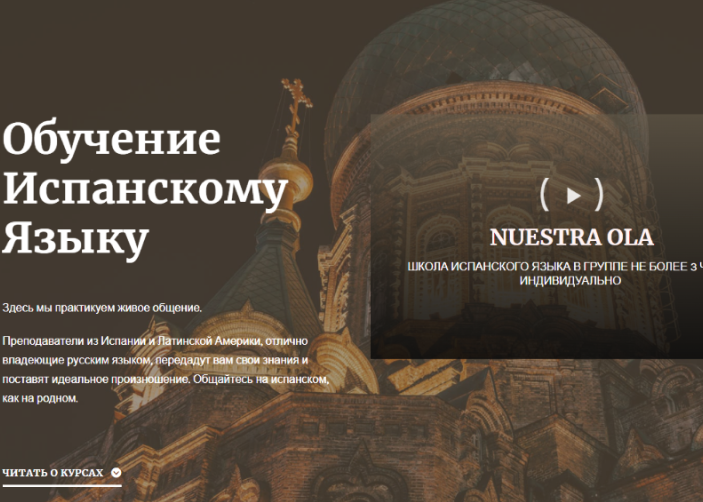 Обучение
Испанскому
Языку
Здесь мы практикуем живое общение.
Преподаватели из Испании и Латинской Америки, отлично
владеющие русским языком, передадут вам свои знания и
поставят идеальное произношение. Общайтесь на испанском,
как на родном.
ЧИТАТЬ О КУРСАХ
NUESTRA OLA
ШКОЛА ИСПАНСКОГО ЯЗЫКА В ГРУППЕ НЕ БОЛЕЕ 3
ИНДИВИДУАЛЬНО